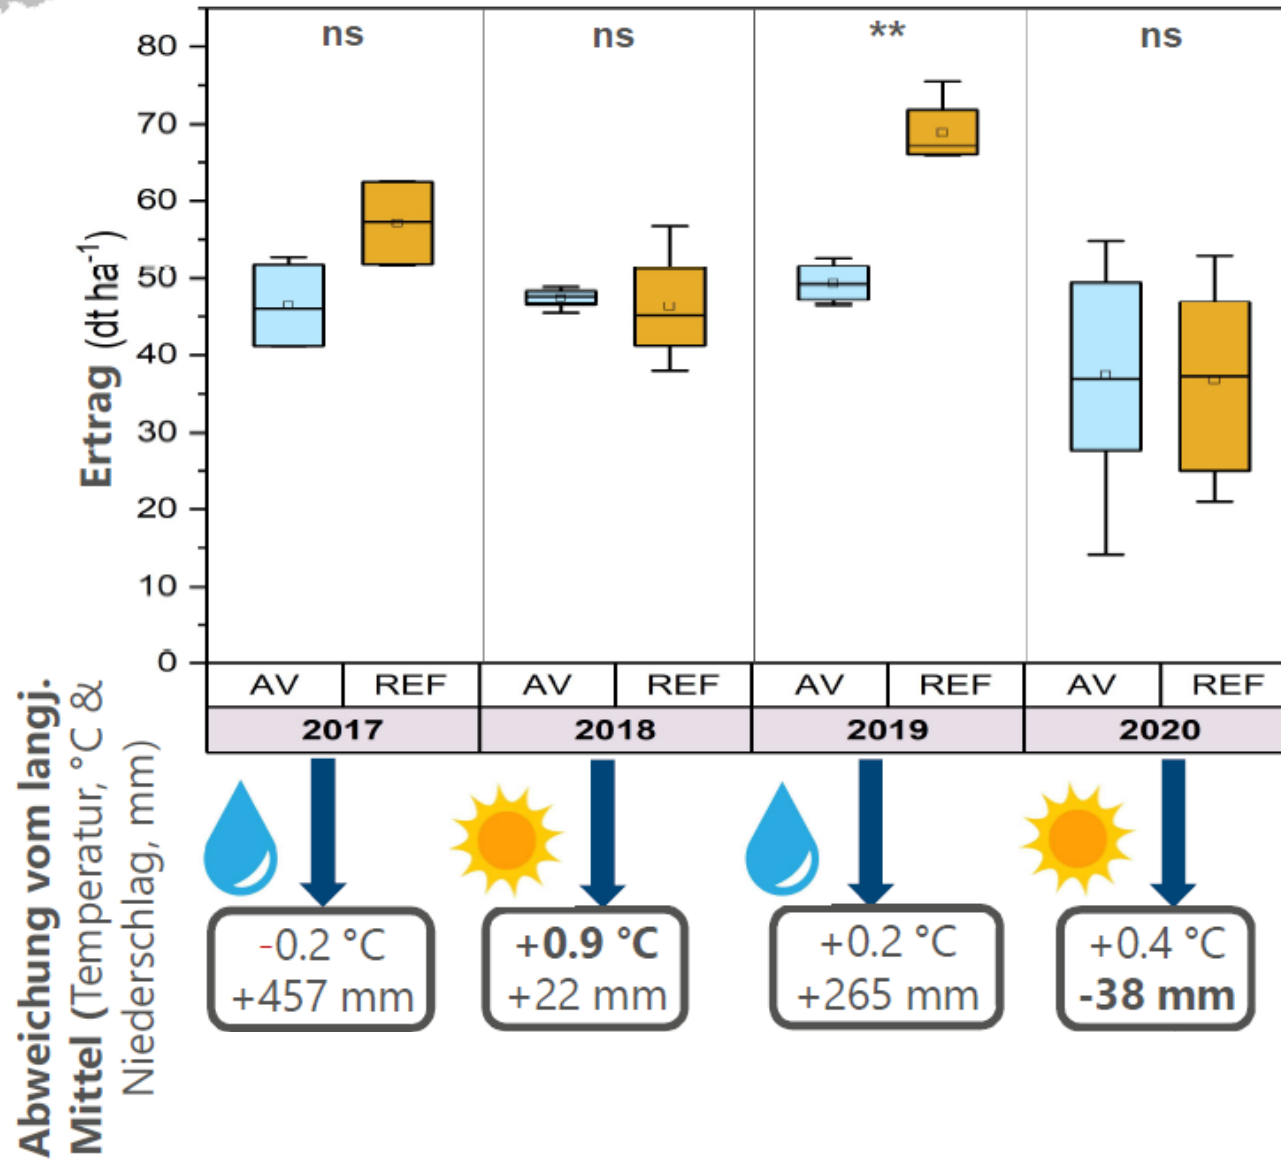 ns ns ** ns
80
70
60
50
40
30
20
10
0
Ertrag (dt ha⁻¹)
AV REF AV REF AV REF AV REF
2017 2018 2019 2020
Abweichung vom langj.
Mittel (Temperatur, °C &
Niederschlag, mm)
-0.2 °C
+457 mm
+0.9 °C
+22 mm
+0.2 °C
+265 mm
+0.4 °C
-38 mm